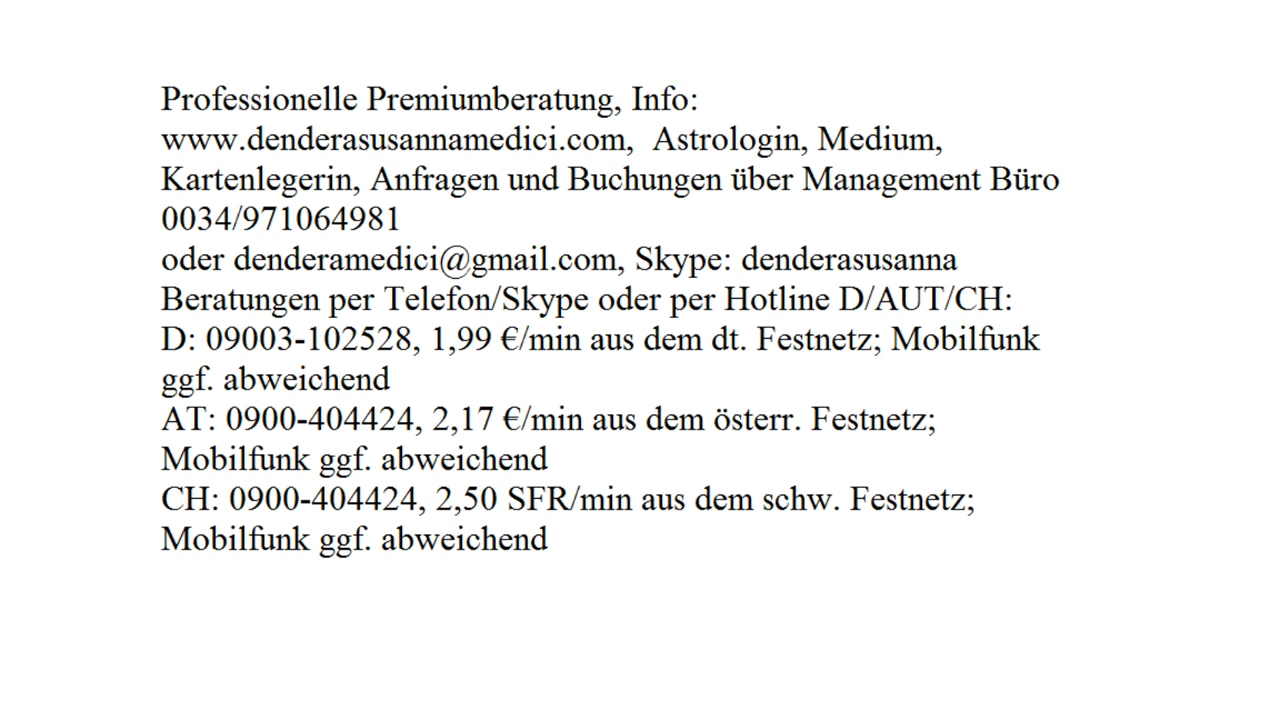 Professionelle Premiumberatung, Info:
www.denderasusannamedici.com,  Astrologin, Medium,
Kartenlegerin, Anfragen und Buchungen über Management Büro
0034/971064981
oder denderamedici@gmail.com, Skype: denderasusanna
Beratungen per Telefon/Skype oder per Hotline D/AUT/CH:
D: 09003-102528, 1,99 €/min aus dem dt. Festnetz; Mobilfunk
ggf. abweichend
AT: 0900-404424, 2,17 €/min aus dem österr. Festnetz;
Mobilfunk ggf. abweichend
CH: 0900-404424, 2,50 SFR/min aus dem schw. Festnetz;
Mobilfunk ggf. abweichend